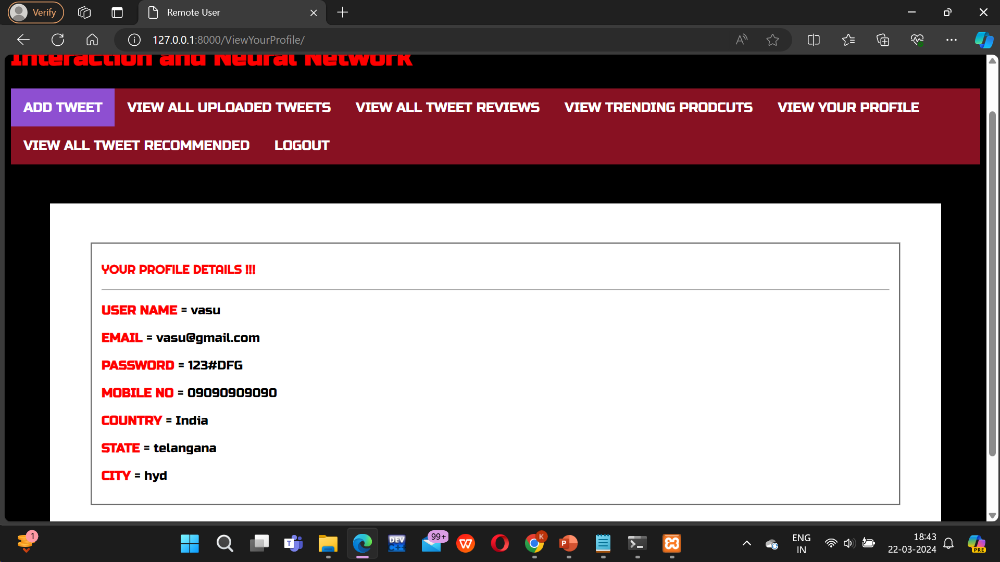 Verify
Remote User
127.0.0.1:8000/ViewYourProfile/
Interaction and Neural Network
ADD TWEET VIEW ALL UPLOADED TWEETS VIEW ALL TWEET REVIEWS VIEW TRENDING PRODCUTS VIEW YOUR PROFILE
VIEW ALL TWEET RECOMMENDED LOGOUT
YOUR PROFILE DETAILS !!!
USER NAME = vasu
EMAIL = vasu@gmail.com
PASSWORD = 123#DFG
MOBILE NO = 09090909090
COUNTRY = India
STATE = telangana
CITY = hyd
1
T
DEV
C++
99+
W
K
P
ENG
IN
18:43
22-03-2024
PRE